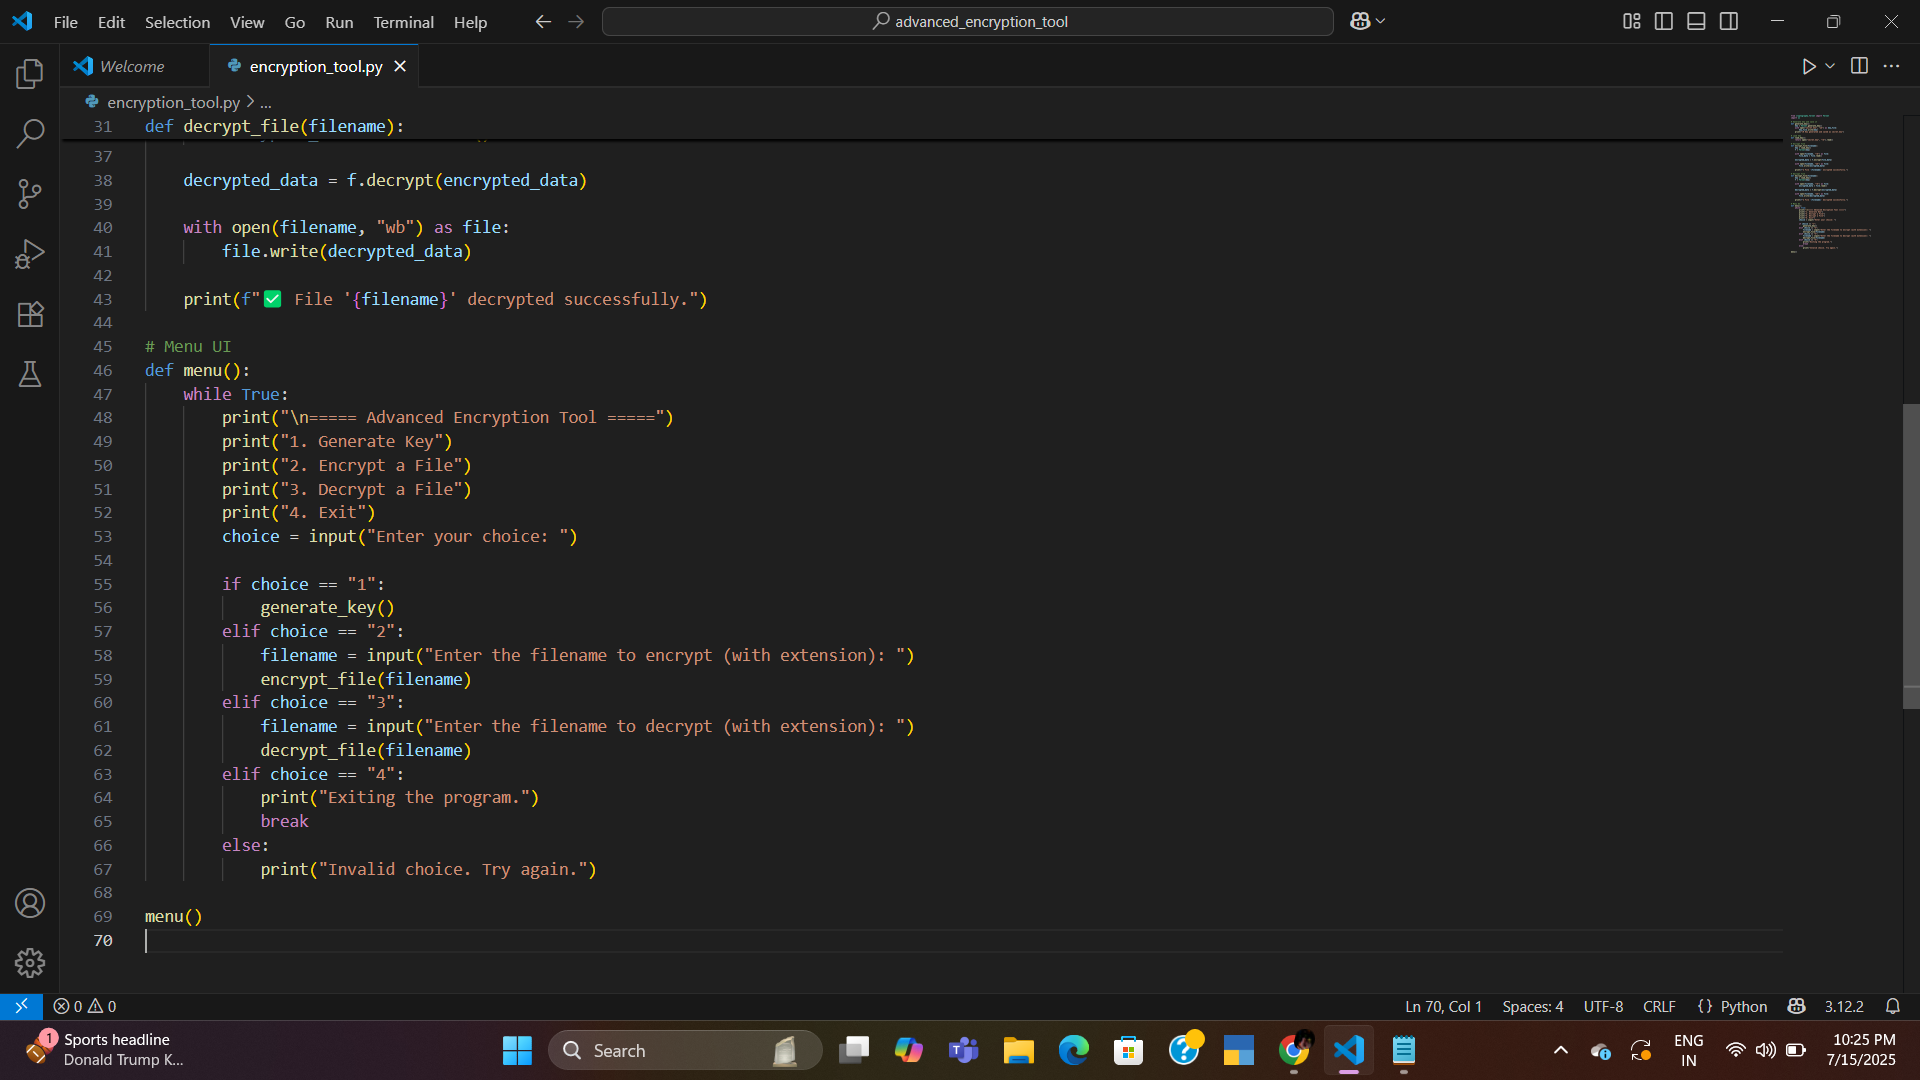 File Edit Selection View Go Run Terminal Help
advanced_encryption_tool
Welcome
encryption_tool.py
encryption_tool.py > ...
31 def decrypt_file(filename):
37
38 decrypted_data = f.decrypt(encrypted_data)
39
40 with open(filename, "wb") as file:
41 file.write(decrypted_data)
42
43 print(f"✅ File '{filename}' decrypted successfully.")
44
45 # Menu UI
46 def menu():
47 while True:
48 print("\n===== Advanced Encryption Tool =====")
49 print("1. Generate Key")
50 print("2. Encrypt a File")
51 print("3. Decrypt a File")
52 print("4. Exit")
53 choice = input("Enter your choice: ")
54
55 if choice == "1":
56 generate_key()
57 elif choice == "2":
58 filename = input("Enter the filename to encrypt (with extension): ")
59 encrypt_file(filename)
60 elif choice == "3":
61 filename = input("Enter the filename to decrypt (with extension): ")
62 decrypt_file(filename)
63 elif choice == "4":
64 print("Exiting the program.")
65 break
66 else:
67 print("Invalid choice. Try again.")
68
69 menu()
70
0 0
Ln 70, Col 1 Spaces: 4 UTF-8 CRLF {} Python 3.12.2
1
Sports headline
Donald Trump K...
Search
ENG
IN
10:25 PM
7/15/2025